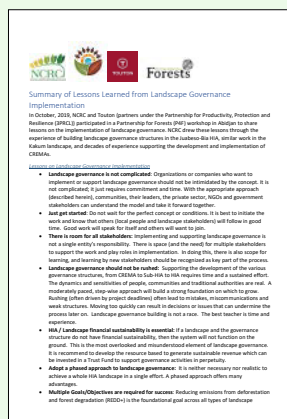 NCRC
TOUTON
Forests
Summary of Lessons Learned from Landscape Governance
Implementation
In October, 2019, NCRC and Touton (partners under the Partnership for Productivity, Protection and
Resilience (3PRCL)) participated in a Partnership for Forests (P4F) workshop in Abidjan to share
lessons on the implementation of landscape governance. NCRC drew these lessons through the
experience of building landscape governance structures in the Juabeso-Bia HIA, similar work in the
Kakum landscape, and decades of experience supporting the development and implementation of
CREMAs.
Lessons on Landscape Governance Implementation
• Landscape governance is not complicated: Organizations or companies who want to
implement or support landscape governance should not be intimidated by the concept. It is
not complicated; it just requires commitment and time. With the appropriate approach
(described herein), communities, their leaders, the private sector, NGOs and government
stakeholders can understand the model and take it forward together.
• Just get started: Do not wait for the perfect concept or conditions. It is best to initiate the
work and know that others (local people and landscape stakeholders) will follow in good
time. Good work will speak for itself and others will want to join.
• There is room for all stakeholders: Implementing and supporting landscape governance is
not a single entity's responsibility. There is space (and the need) for multiple stakeholders
to support the work and play roles in implementation. In doing this, there is also scope for
learning, and learning by new stakeholders should be recognized as key part of the process.
• Landscape governance should not be rushed: Supporting the development of the various
governance structures, from CREMA to Sub-HIA to HIA requires time and a sustained effort.
The dynamics and sensitivities of people, communities and traditional authorities are real. A
moderately paced, step-wise approach will build a strong foundation on which to grow.
Rushing (often driven by project deadlines) often lead to mistakes, miscommunications and
weak structures. Moving too quickly can result in decisions or issues that can undermine the
process later on. Landscape governance building is not a race. The best teacher is time and
experience.
• HIA / Landscape financial sustainability is essential: If a landscape and the governance
structure do not have financial sustainability, then the system will not function on the
ground. This is the most overlooked and misunderstood element of landscape governance.
It is recommended to develop the resource based to generate sustainable revenue which can
be invested in a Trust Fund to support governance activities in perpetuity.
• Adopt a phased approach to landscape governance: It is neither necessary nor realistic to
achieve a whole HIA landscape in a single effort. A phased approach offers many
advantages.
• Multiple Goals/Objectives are required for success: Reducing emissions from deforestation
and forest degradation (REDD+) is the foundational goal across all types of landscape